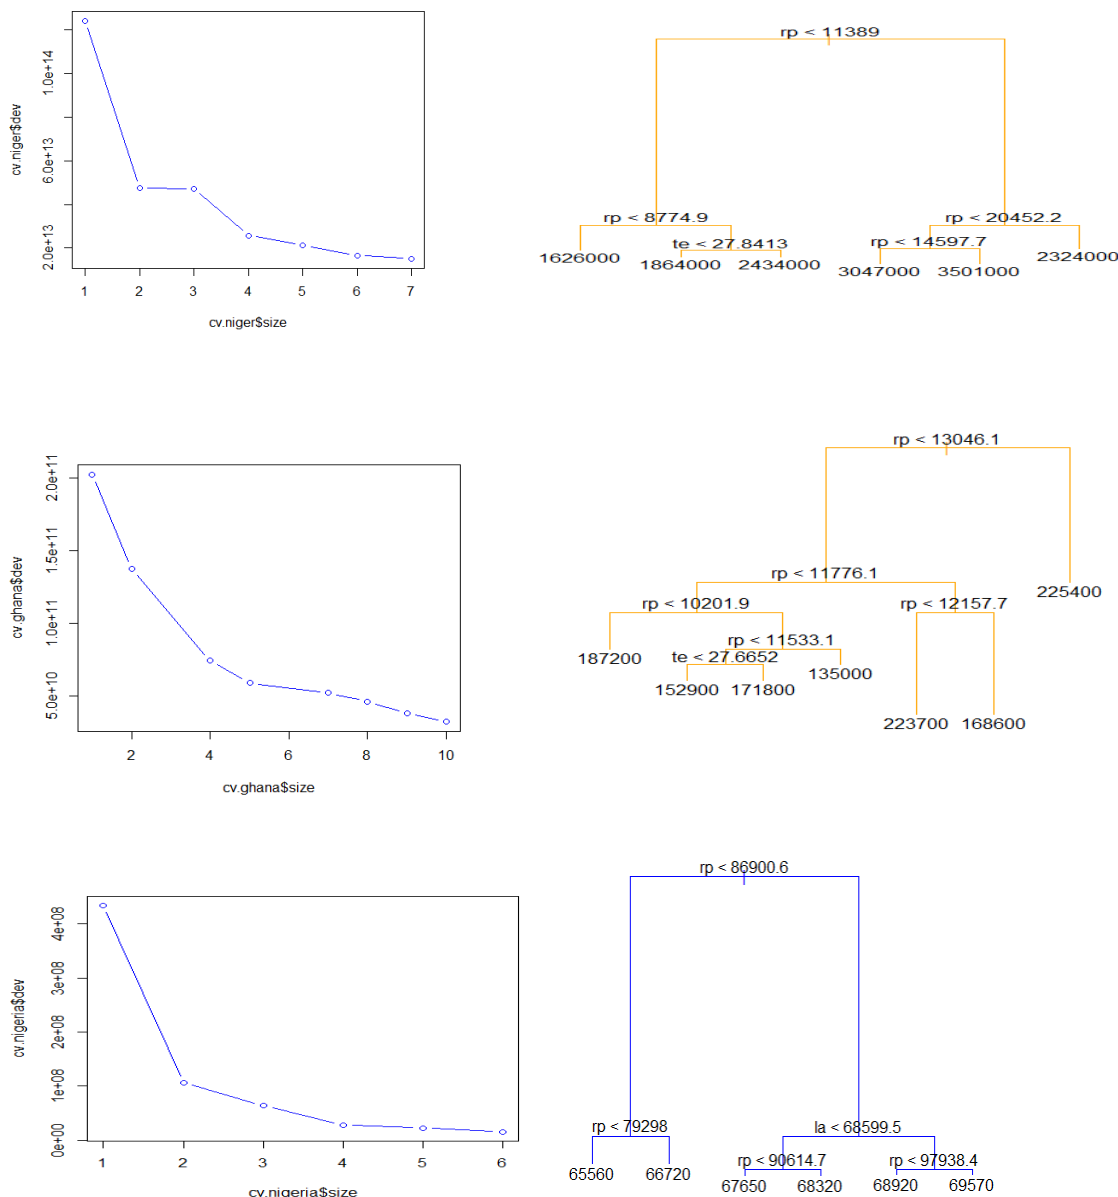 cv.niger$dev
1.0e+14
6.0e+13
2.0e+13
1 2 3 4 5 6 7
cv.niger$size
rp < 11389
rp < 8774.9
rp < 20452.2
te < 27.8413
rp < 14597.7
1626000
1864000 2434000
3047000 3501000
2324000
cv.ghana$dev
2.0e+11
1.5e+11
1.0e+11
5.0e+10
2 4 6 8 10
cv.ghana$size
rp < 13046.1
rp < 11776.1
225400
rp < 10201.9
rp < 12157.7
rp < 11533.1
187200
te < 27.6652
135000
152900 171800
223700 168600
cv.nigeria$dev
4e+08
3e+08
2e+08
1e+08
0e+00
1 2 3 4 5 6
cv.nigeria$size
rp < 86900.6
rp < 79298
la < 68599.5
65560 66720
rp < 90614.7
rp < 97938.4
67650 68320
68920 69570